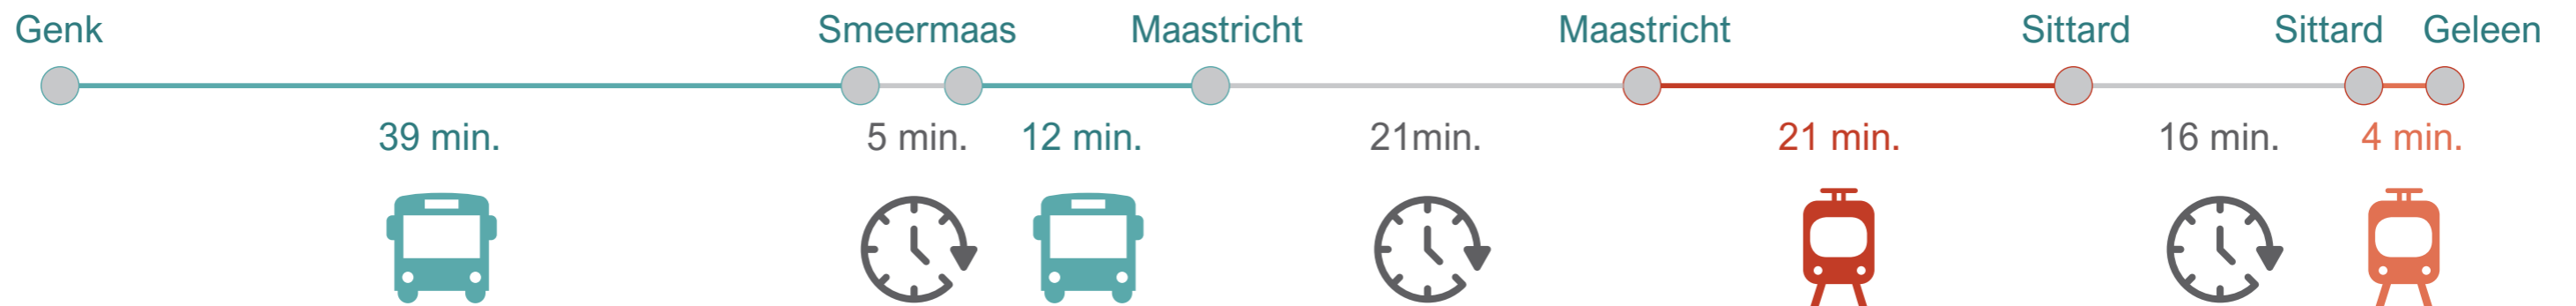 Genk Smeermaas Maastricht Maastricht Sittard Sittard Geleen
39 min. 5 min. 12 min. 21min. 21 min. 16 min. 4 min.